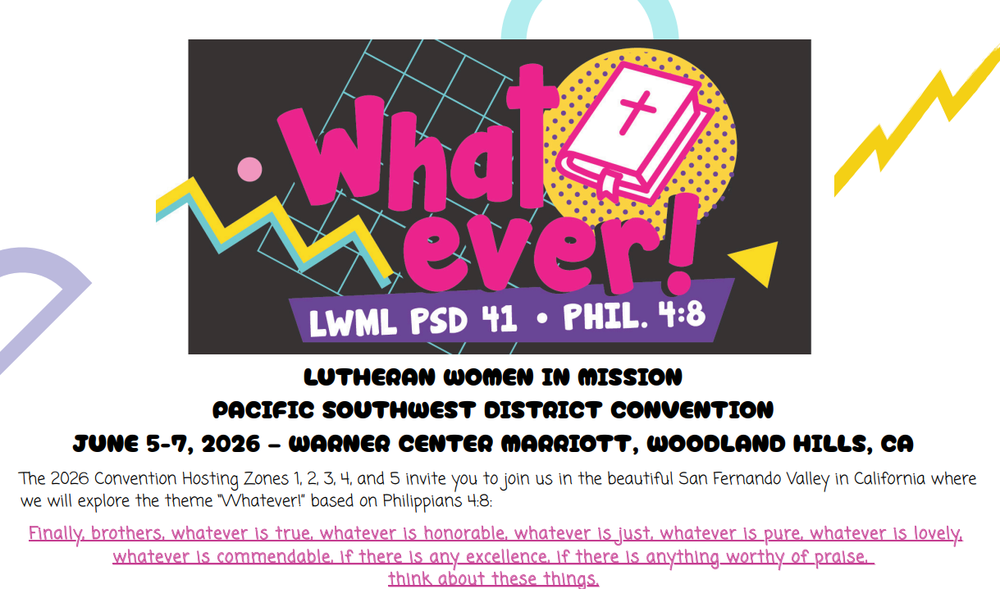 What
ever!
LWML PSD 41 • PHIL. 4:8
LUTHERAN WOMEN IN MISSION
PACIFIC SOUTHWEST DISTRICT CONVENTION
JUNE 5-7, 2026 – WARNER CENTER MARRIOTT, WOODLAND HILLS, CA
The 2026 Convention Hosting Zones 1, 2, 3, 4, and 5 invite you to join us in the beautiful San Fernando Valley in California where
we will explore the theme "Whatever!" based on Philippians 4:8:
Finally, brothers, whatever is true, whatever is honorable, whatever is just, whatever is pure, whatever is lovely,
whatever is commendable, if there is any excellence, if there is anything worthy of praise,
think about these things.